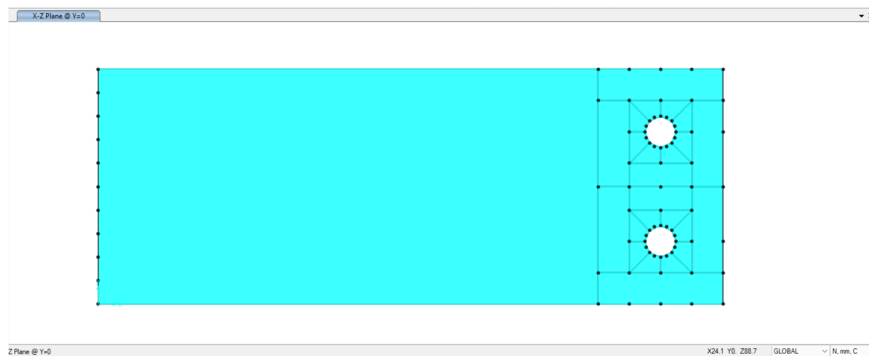 X-Z Plane @ Y=0
Z Plane @ Y=0
X24.1 Y0. Z88.7
GLOBAL
N, mm, C